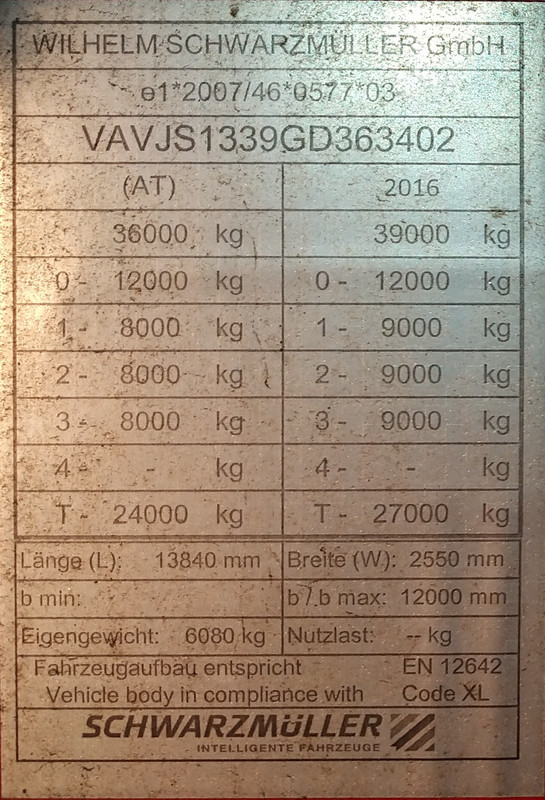 WILHELM SCHWARZMÜLLER GmbH
e1*2007/46*0577*03
VAVJS1339GD363402
(AT) 2016
36000 kg 39000 kg
0 - 12000 kg 0 - 12000 kg
1 - 8000 kg 1 - 9000 kg
2 - 8000 kg 2 - 9000 kg
3 - 8000 kg 3 - 9000 kg
4 - - kg 4 - - kg
T - 24000 kg T - 27000 kg
Länge (L): 13840 mm Breite (W): 2550 mm
b min: b / b max: 12000 mm
Eigengewicht: 6080 kg Nutzlast: -- kg
Fahrzeugaufbau entspricht EN 12642
Vehicle body in compliance with Code XL
SCHWARZMÜLLER
INTELLIGENTE FAHRZEUGE